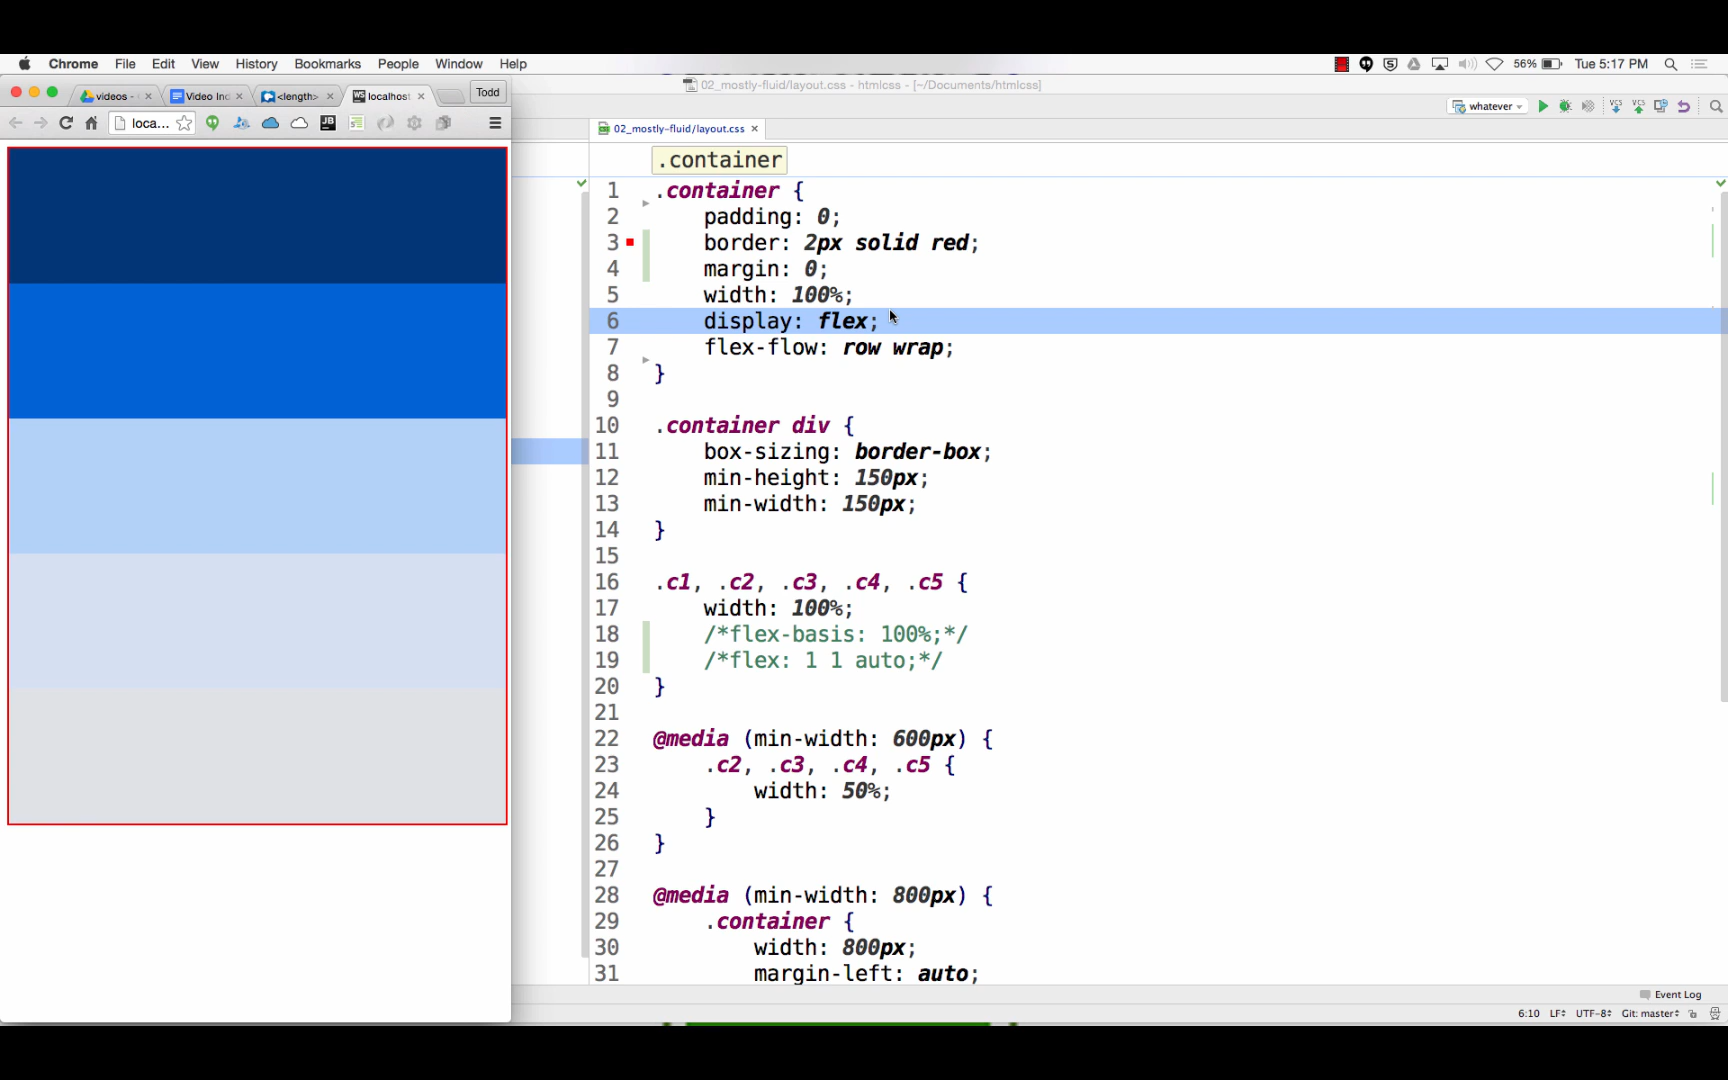 Chrome File Edit View History Bookmarks People Window Help
56% Tue 5:17 PM
videos - Video Ind <length> localhost Todd
02_mostly-fluid/layout.css - htmlcss - [~/Documents/htmlcss]
loca...
whatever
02_mostly-fluid/layout.css
.container
1 .container {
2 padding: 0;
3 border: 2px solid red;
4 margin: 0;
5 width: 100%;
6 display: flex;
7 flex-flow: row wrap;
8 }
9
10 .container div {
11 box-sizing: border-box;
12 min-height: 150px;
13 min-width: 150px;
14 }
15
16 .c1, .c2, .c3, .c4, .c5 {
17 width: 100%;
18 /*flex-basis: 100%;*/
19 /*flex: 1 1 auto;*/
20 }
21
22 @media (min-width: 600px) {
23 .c2, .c3, .c4, .c5 {
24 width: 50%;
25 }
26 }
27
28 @media (min-width: 800px) {
29 .container {
30 width: 800px;
31 margin-left: auto;
Event Log
6:10 LF UTF-8 Git: master